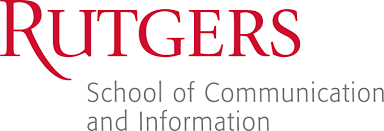 RUTGERS
School of Communication
and Information